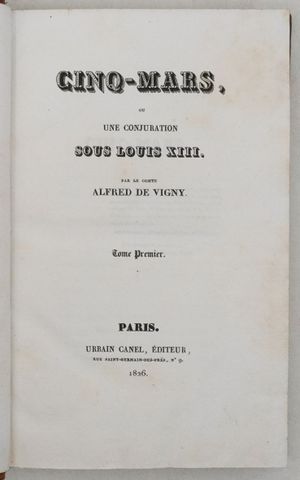 CINQ-MARS,
OU
UNE CONJURATION
SOUS LOUIS XIII.
PAR LE COMTE
ALFRED DE VIGNY.
Tome Premier.
PARIS.
URBAIN CANEL, ÉDITEUR,
RUE SAINT-GERMAIN-DES-PRÉS, N° 9.
1826.